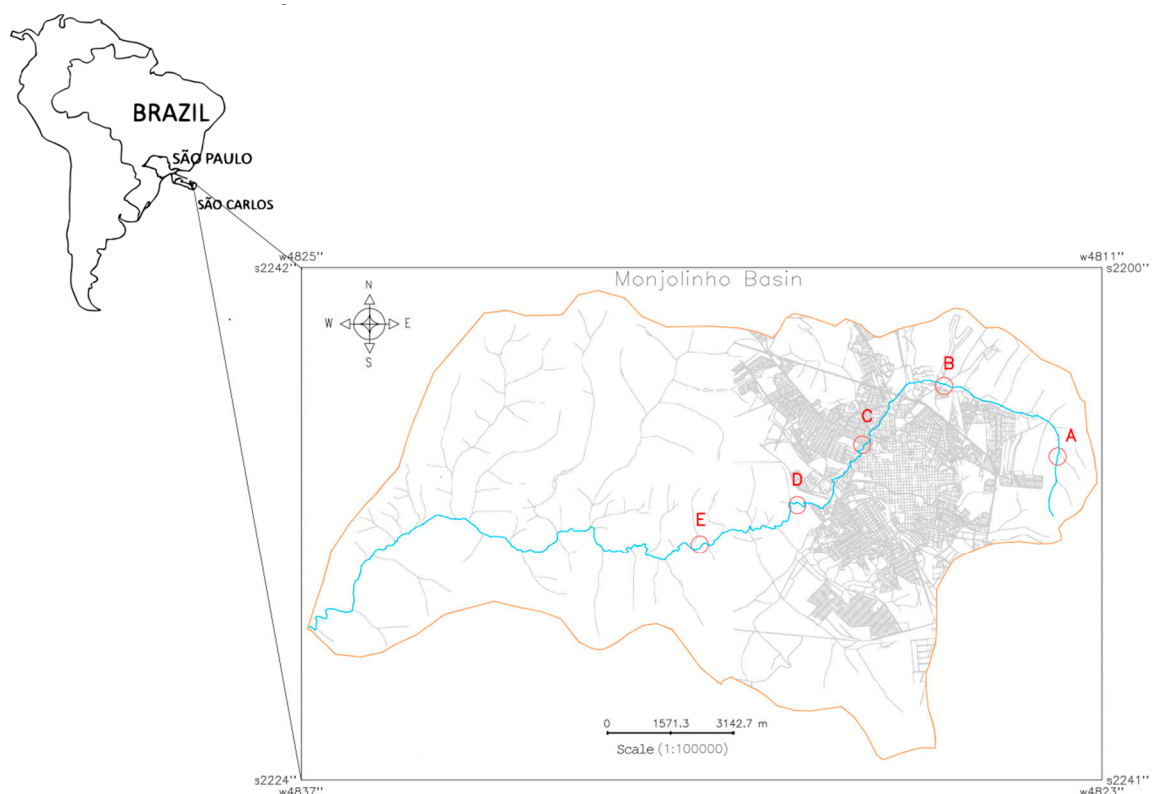 BRAZIL
SÃO PAULO
SÃO CARLOS
w4825''
w4811''
s2242''
s2200''
Monjolinho Basin
N
W
E
S
B
C
A
D
E
0 1571.3 3142.7 m
Scale (1:100000)
s2224''
s2241''
w4837''
w4823''